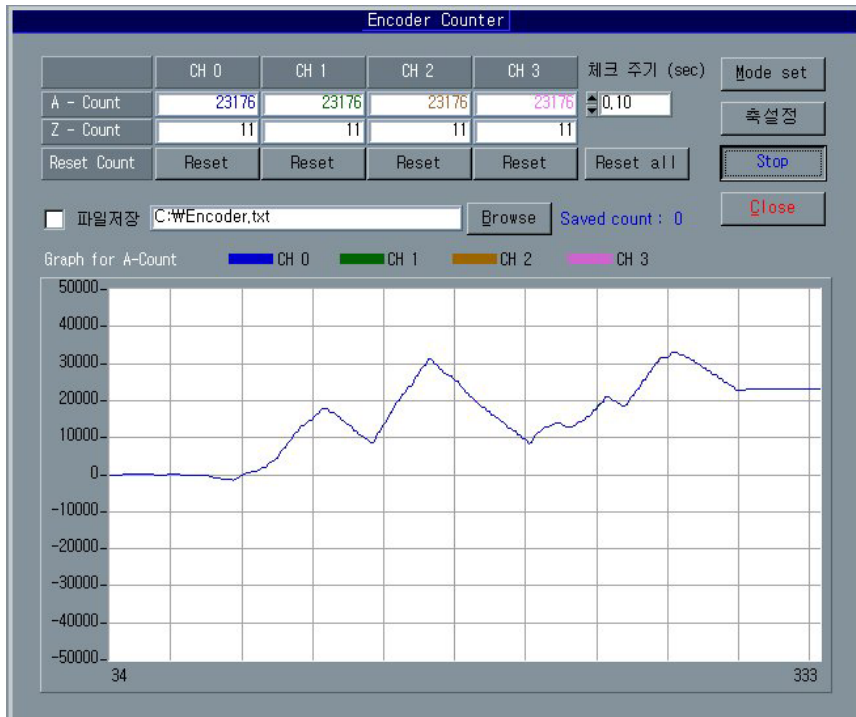 Encoder Counter
CH 0 CH 1 CH 2 CH 3 체크 주기 (sec) Mode set
A - Count 23176 23176 23176 23176 0.10
Z - Count 11 11 11 11 축설정
Reset Count Reset Reset Reset Reset Reset all Stop
파일저장 C:₩Encoder.txt Browse Saved count : 0 Close
Graph for A-Count CH 0 CH 1 CH 2 CH 3
50000
40000
30000
20000
10000
0
-10000
-20000
-30000
-40000
-50000
34 333